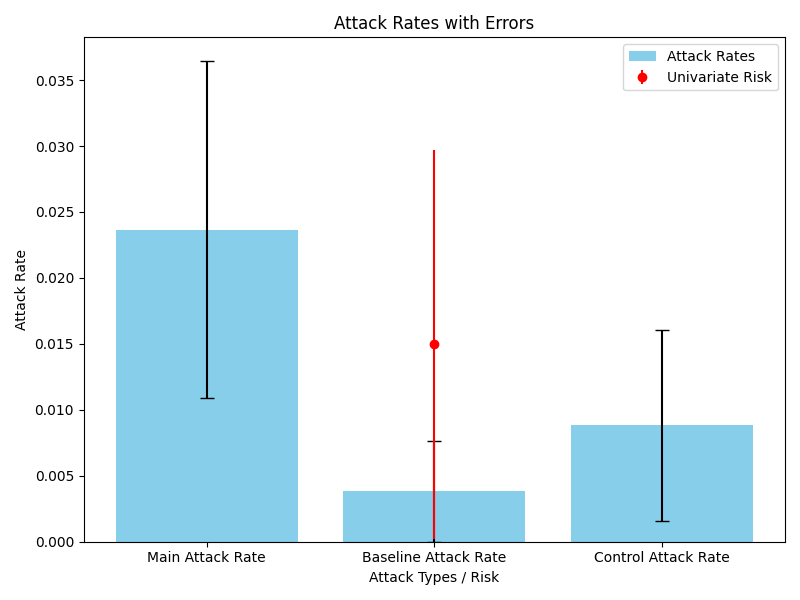 Attack Rates with Errors
Attack Rates
Univariate Risk
Attack Rate
0.035
0.030
0.025
0.020
0.015
0.010
0.005
0.000
Main Attack Rate
Baseline Attack Rate
Control Attack Rate
Attack Types / Risk